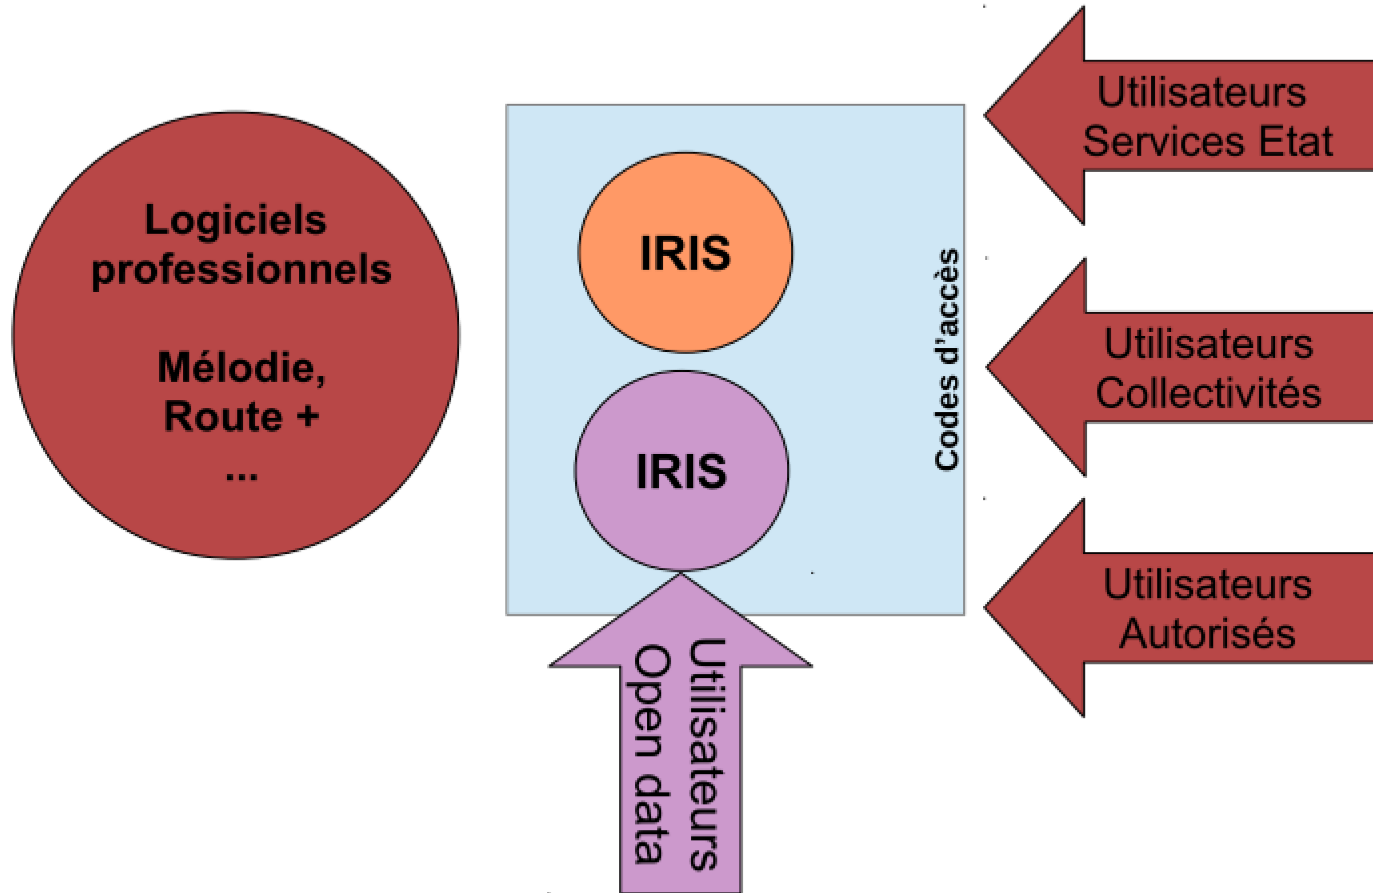 Logiciels
professionnels
Mélodie,
Route +
...
IRIS
IRIS
Codes d'accès
Utilisateurs
Services Etat
Utilisateurs
Collectivités
Utilisateurs
Autorisés
Utilisateurs
Open data